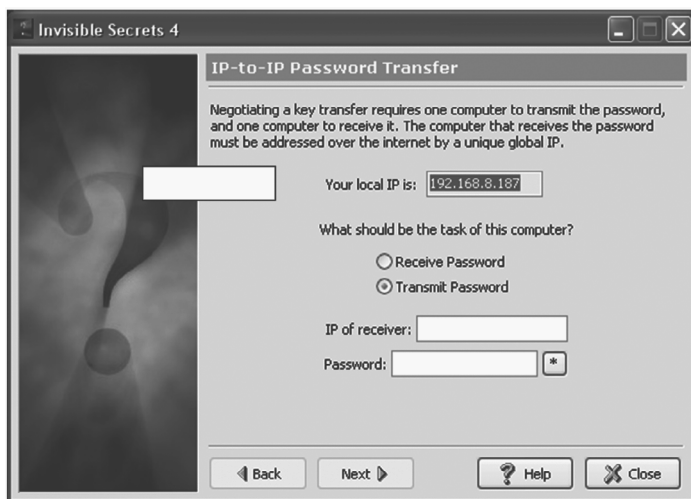 Invisible Secrets 4
IP-to-IP Password Transfer
Negotiating a key transfer requires one computer to transmit the password,
and one computer to receive it. The computer that receives the password
must be addressed over the internet by a unique global IP.
Your local IP is: 192.168.8.187
What should be the task of this computer?
Receive Password
Transmit Password
IP of receiver:
Password: *
Back Next Help Close